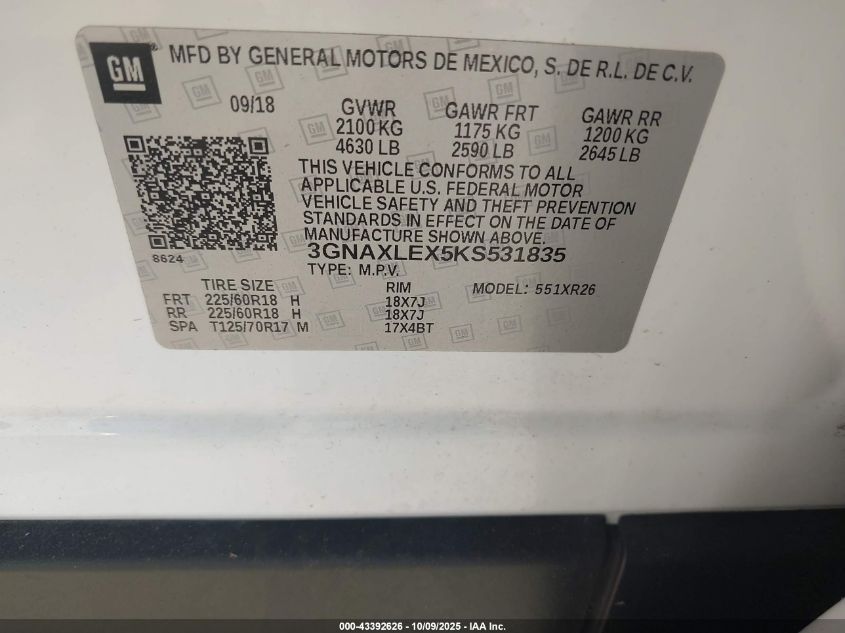 GM ® MFD BY GENERAL MOTORS DE MEXICO, S. DE R.L. DE C.V.
09/18 GVWR GAWR FRT GAWR RR
2100 KG 1175 KG 1200 KG
4630 LB 2590 LB 2645 LB
THIS VEHICLE CONFORMS TO ALL
APPLICABLE U.S. FEDERAL MOTOR
VEHICLE SAFETY AND THEFT PREVENTION
STANDARDS IN EFFECT ON THE DATE OF
MANUFACTURE SHOWN ABOVE.
8624 3GNAXLEX5KS531835
TYPE: M.P.V.
TIRE SIZE RIM MODEL: 551XR26
FRT 225/60R18 H 18X7J
RR 225/60R18 H 18X7J
SPA T125/70R17 M 17X4BT
000-43392626 - 10/09/2025 - IAA Inc.